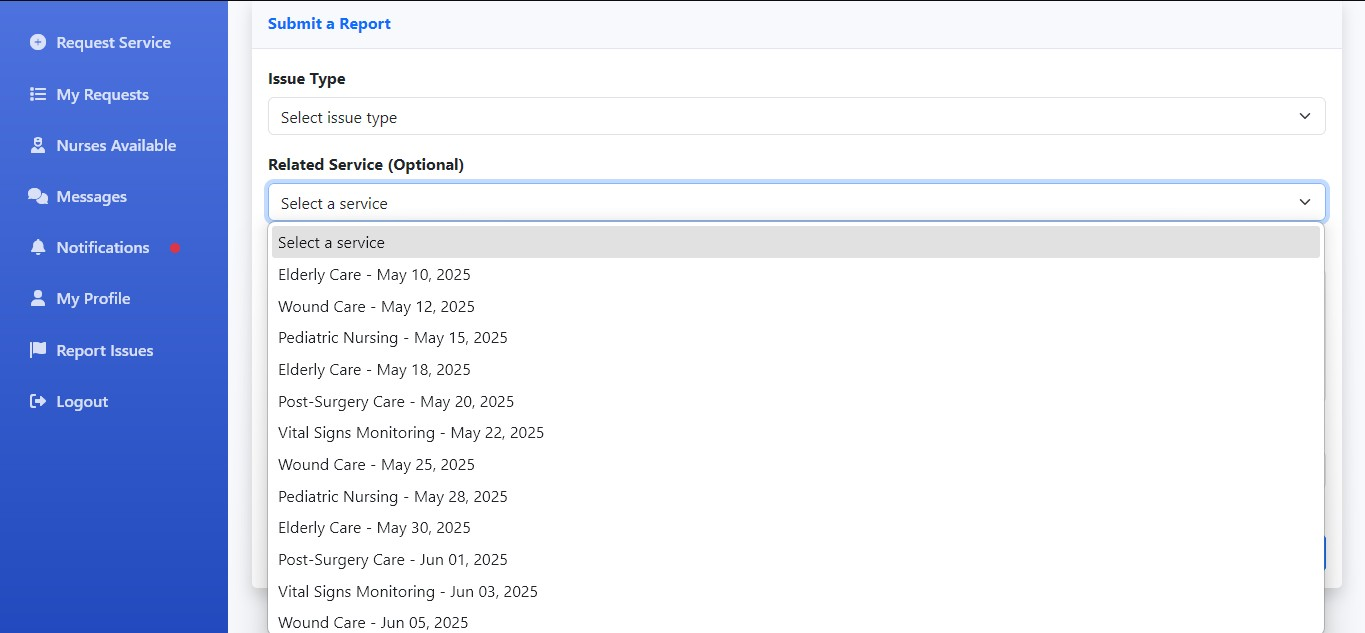 Request Service
My Requests
Nurses Available
Messages
Notifications
My Profile
Report Issues
Logout
Submit a Report
Issue Type
Select issue type
Related Service (Optional)
Select a service
Select a service
Elderly Care - May 10, 2025
Wound Care - May 12, 2025
Pediatric Nursing - May 15, 2025
Elderly Care - May 18, 2025
Post-Surgery Care - May 20, 2025
Vital Signs Monitoring - May 22, 2025
Wound Care - May 25, 2025
Pediatric Nursing - May 28, 2025
Elderly Care - May 30, 2025
Post-Surgery Care - Jun 01, 2025
Vital Signs Monitoring - Jun 03, 2025
Wound Care - Jun 05, 2025